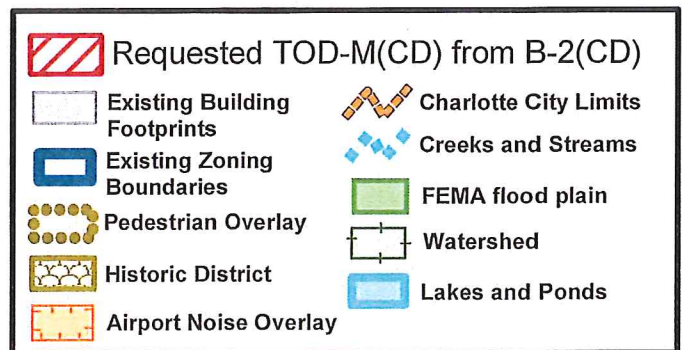 Requested TOD-M(CD) from B-2(CD)
Existing Building
Footprints
Existing Zoning
Boundaries
Pedestrian Overlay
Historic District
Airport Noise Overlay
Charlotte City Limits
Creeks and Streams
FEMA flood plain
Watershed
Lakes and Ponds